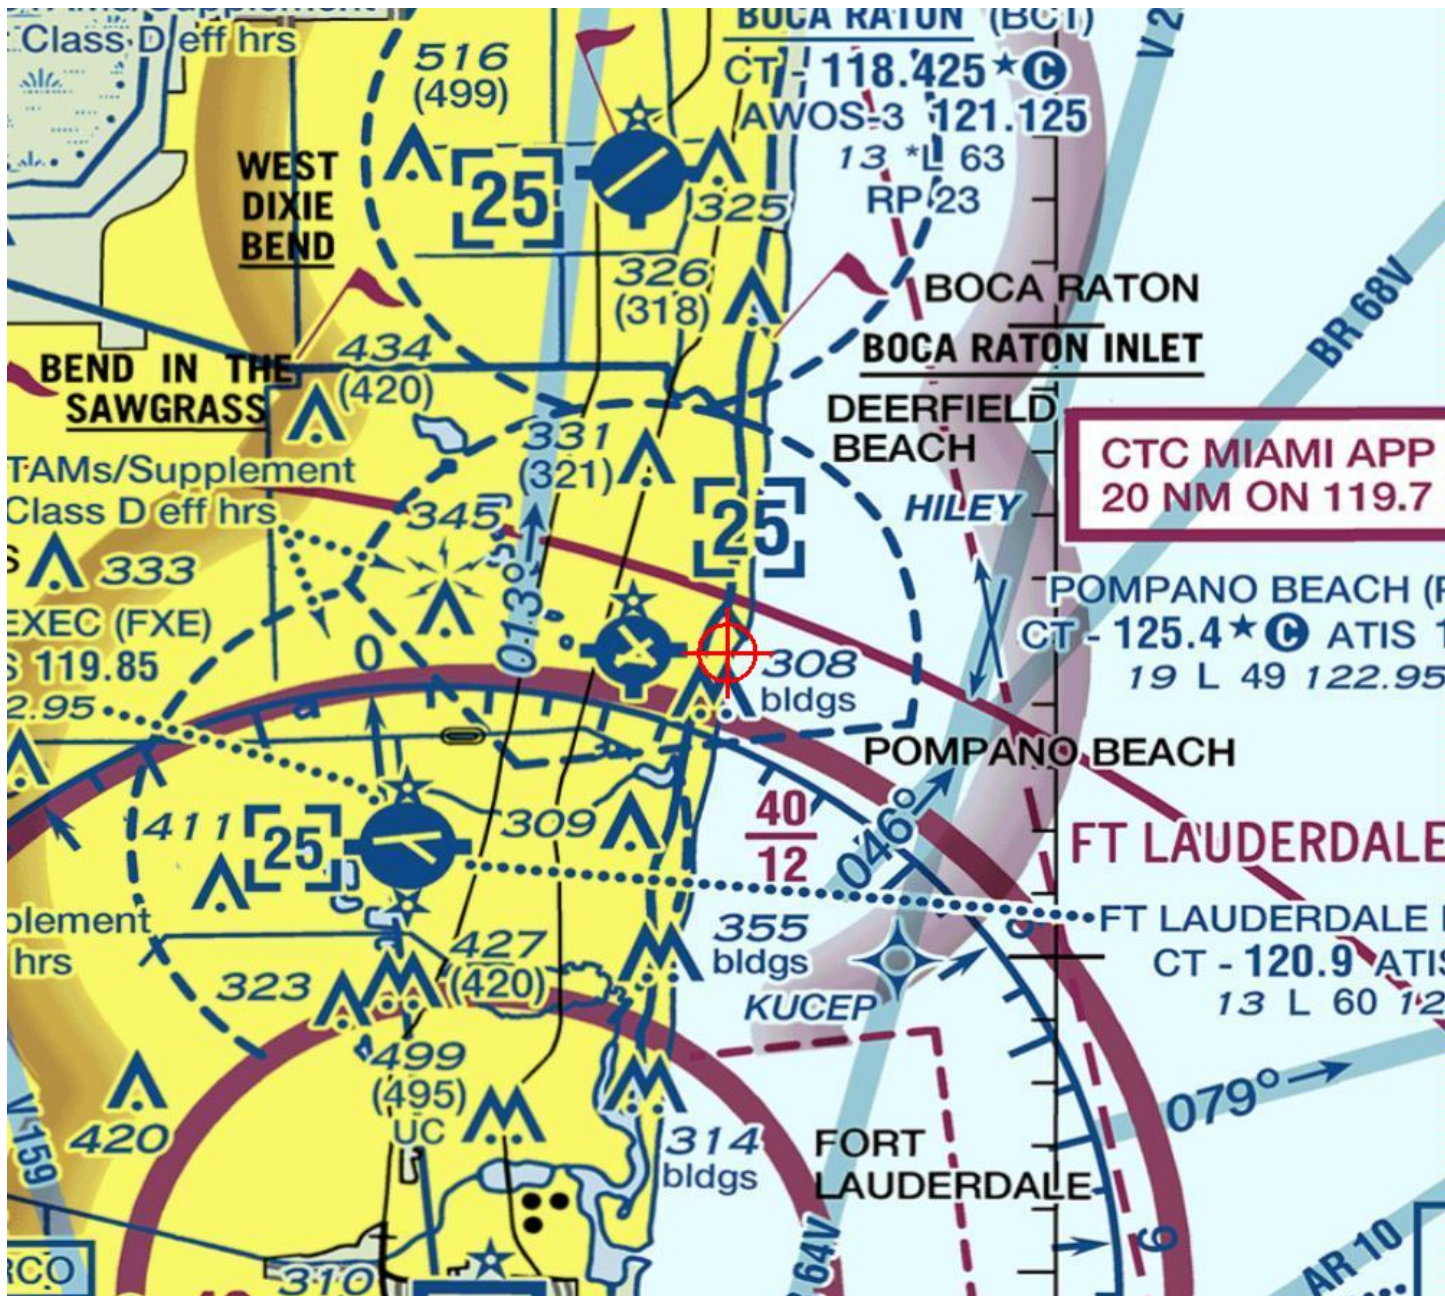 Class D eff hrs
516
(499)
BOCA RATON (BCT)
CT - 118.425 ★ C
AWOS-3 121.125
13 *L 63
RP 23
V 2
WEST
DIXIE
BEND
25
325
326
(318)
BOCA RATON
BOCA RATON INLET
BR 68V
BEND IN THE
SAWGRASS
434
(420)
DEERFIELD
BEACH
331
(321)
CTC MIAMI APP
20 NM ON 119.7
TAMs/Supplement
Class D eff hrs
345
25
HILEY
333
013°
EXEC (FXE)
119.85
2.95
0
308
bldgs
POMPANO BEACH
CT - 125.4 ★ C ATIS
19 L 49 122.95
POMPANO BEACH
411
25
309
40
12
046°
FT LAUDERDALE
FT LAUDERDALE
CT - 120.9 ATIS
13 L 60 12
plement
hrs
323
427
(420)
355
bldgs
KUCEP
499
(495)
UC
420
V 159
314
bldgs
FORT
LAUDERDALE
079°
64V
6
AR 10
RCO
310